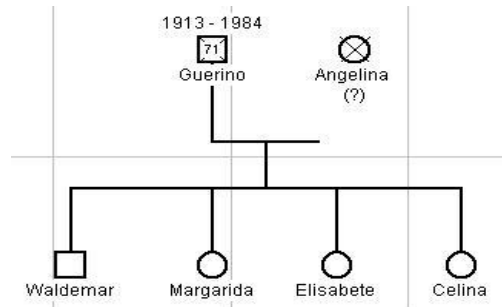 1913 - 1984
71
Guerino
Angelina
(?)
Waldemar
Margarida
Elisabete
Celina